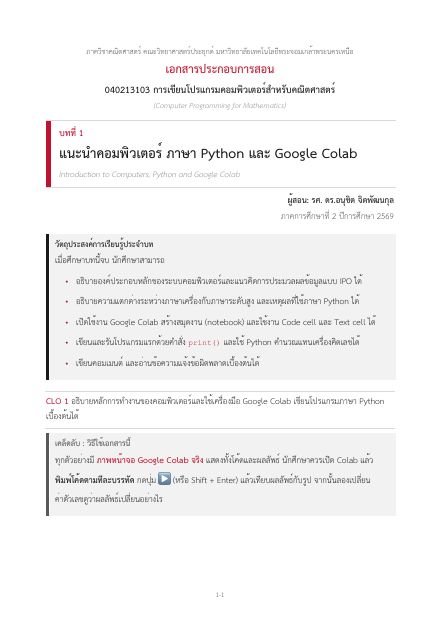 ภาควิชาคณิตศาสตร์ คณะวิทยาศาสตร์ประยุกต์ มหาวิทยาลัยเทคโนโลยีพระจอมเกล้าพระนครเหนือ
เอกสารประกอบการสอน
040213103 การเขียนโปรแกรมคอมพิวเตอร์สำหรับคณิตศาสตร์
(Computer Programming for Mathematics)
บทที่ 1
แนะนำคอมพิวเตอร์ ภาษา Python และ Google Colab
Introduction to Computers, Python and Google Colab
ผู้สอน: รศ. ดร.อนุชิต จิตพัฒนกุล
ภาคการศึกษาที่ 2 ปีการศึกษา 2569
วัตถุประสงค์การเรียนรู้ประจำบท
เมื่อศึกษาบทนี้จบ นักศึกษาสามารถ
• อธิบายองค์ประกอบหลักของระบบคอมพิวเตอร์และแนวคิดการประมวลผลข้อมูลแบบ IPO ได้
• อธิบายความแตกต่างระหว่างภาษาเครื่องกับภาษาระดับสูง และเหตุผลที่ใช้ภาษา Python ได้
• เปิดใช้งาน Google Colab สร้างสมุดงาน (notebook) และใช้งาน Code cell และ Text cell ได้
• เขียนและรันโปรแกรมแรกด้วยคำสั่ง print() และใช้ Python คำนวณแทนเครื่องคิดเลขได้
• เขียนคอมเมนต์ และอ่านข้อความแจ้งข้อผิดพลาดเบื้องต้นได้
CLO 1 อธิบายหลักการทำงานของคอมพิวเตอร์และใช้เครื่องมือ Google Colab เขียนโปรแกรมภาษา Python
เบื้องต้นได้
เคล็ดลับ : วิธีใช้เอกสารนี้
ทุกตัวอย่างมี ภาพหน้าจอ Google Colab จริง แสดงทั้งโค้ดและผลลัพธ์ นักศึกษาควรเปิด Colab แล้ว
พิมพ์โค้ดตามทีละบรรทัด กดปุ่ม ▶ (หรือ Shift + Enter) แล้วเทียบผลลัพธ์กับรูป จากนั้นลองเปลี่ยน
ค่าตัวเลขดูว่าผลลัพธ์เปลี่ยนอย่างไร
1-1